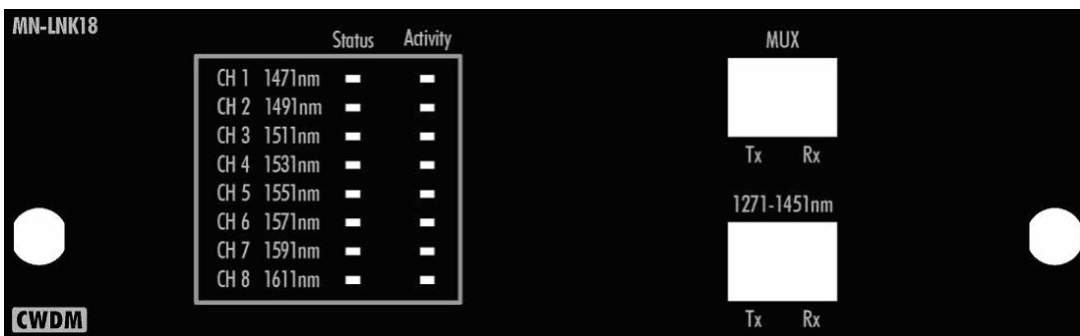 MN-LNK18
Status Activity
CH 1 1471nm
CH 2 1491nm
CH 3 1511nm
CH 4 1531nm
CH 5 1551nm
CH 6 1571nm
CH 7 1591nm
CH 8 1611nm
MUX
Tx Rx
1271-1451nm
Tx Rx
CWDM